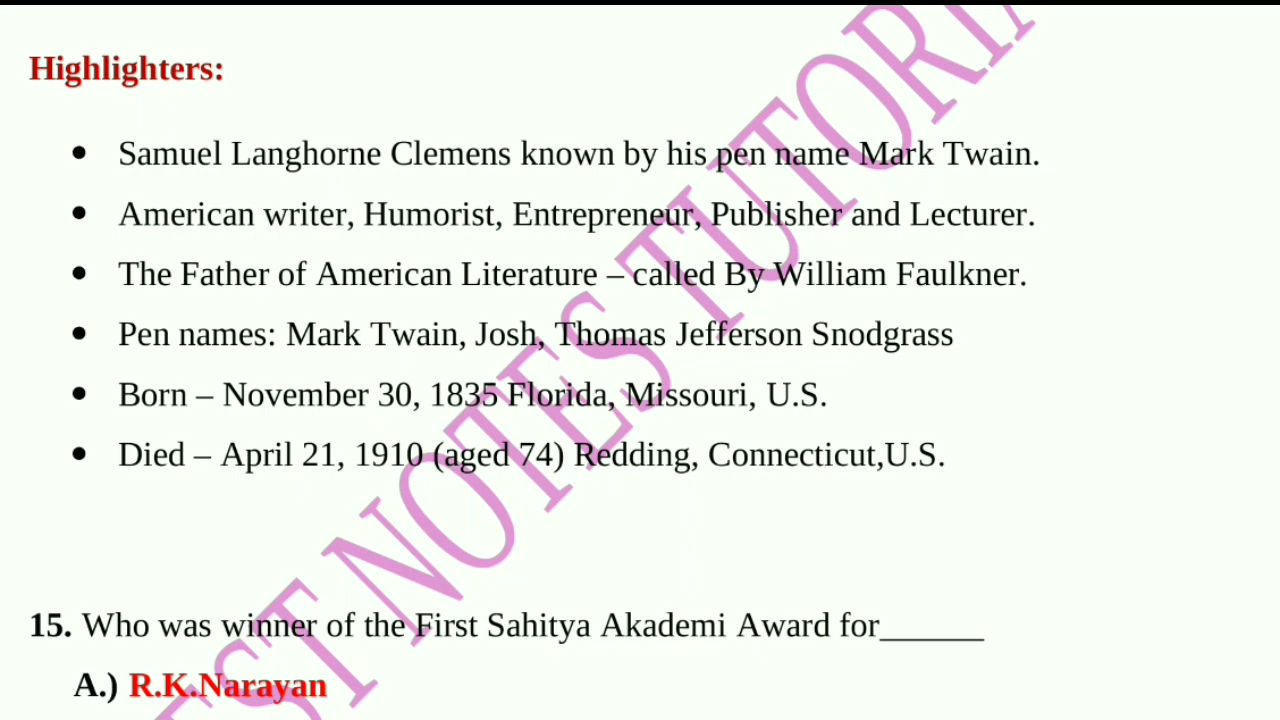 Highlighters:
• Samuel Langhorne Clemens known by his pen name Mark Twain.
• American writer, Humorist, Entrepreneur, Publisher and Lecturer.
• The Father of American Literature – called By William Faulkner.
• Pen names: Mark Twain, Josh, Thomas Jefferson Snodgrass
• Born – November 30, 1835 Florida, Missouri, U.S.
• Died – April 21, 1910 (aged 74) Redding, Connecticut,U.S.
15. Who was winner of the First Sahitya Akademi Award for______
A.) R.K.Narayan
EST NOTES TUTORIA